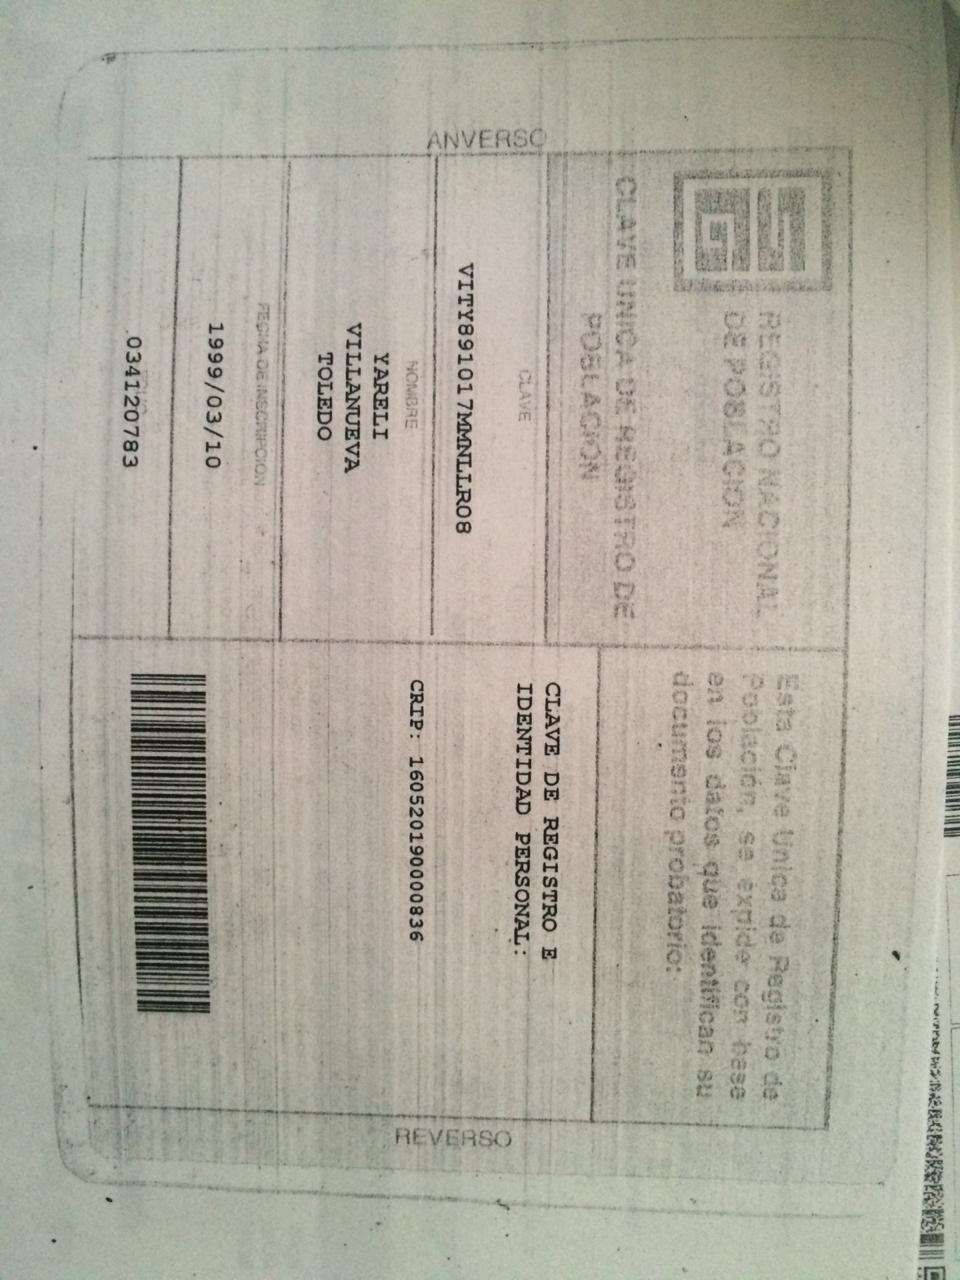 REGISTRO NACIONAL
DE POBLACION
CLAVE UNICA DE REGISTRO DE
POBLACION
ANVERSO
CLAVE
VITY891017MMNLLR08
NOMBRE
YARELI
VILLANUEVA
TOLEDO
FECHA DE INSCRIPCION
1999/03/10
034120783
Esta Clave Unica de Registro de
Población, se expide con base
en los datos que identifican su
documento probatorio:
CLAVE DE REGISTRO E
IDENTIDAD PERSONAL:
CRIP: 160520190000836
REVERSO